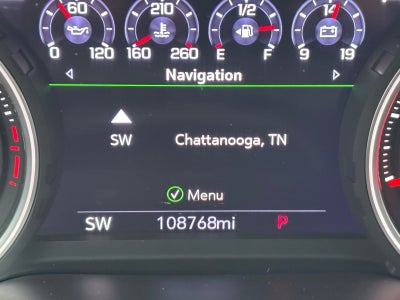 60 210 1/2 14
0 120 160 260 E F 9 19
Navigation
SW Chattanooga, TN
Menu
SW 108768mi P